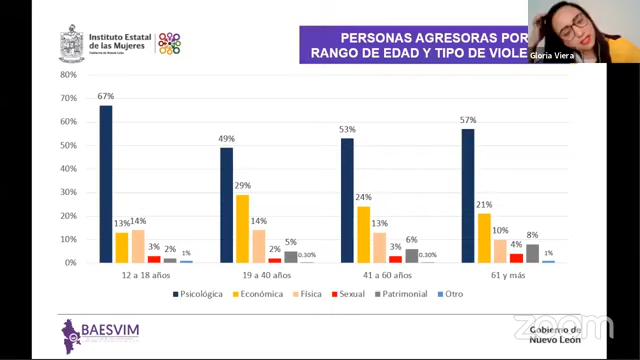 Instituto Estatal
de las Mujeres
Gobierno de Nuevo León
PERSONAS AGRESORAS POR
RANGO DE EDAD Y TIPO DE
Gloria Viera
80%
70%
60%
50%
40%
30%
20%
10%
0%
67%
13%
14%
3%
2%
1%
49%
29%
14%
2%
5%
0.30%
53%
24%
13%
3%
6%
0.30%
57%
21%
10%
4%
8%
1%
12 a 18 años
19 a 40 años
41 a 60 años
61 y más
Psicológica
Económica
Física
Sexual
Patrimonial
Otro
BAESVIM
zoom
Gobierno de
Nuevo León